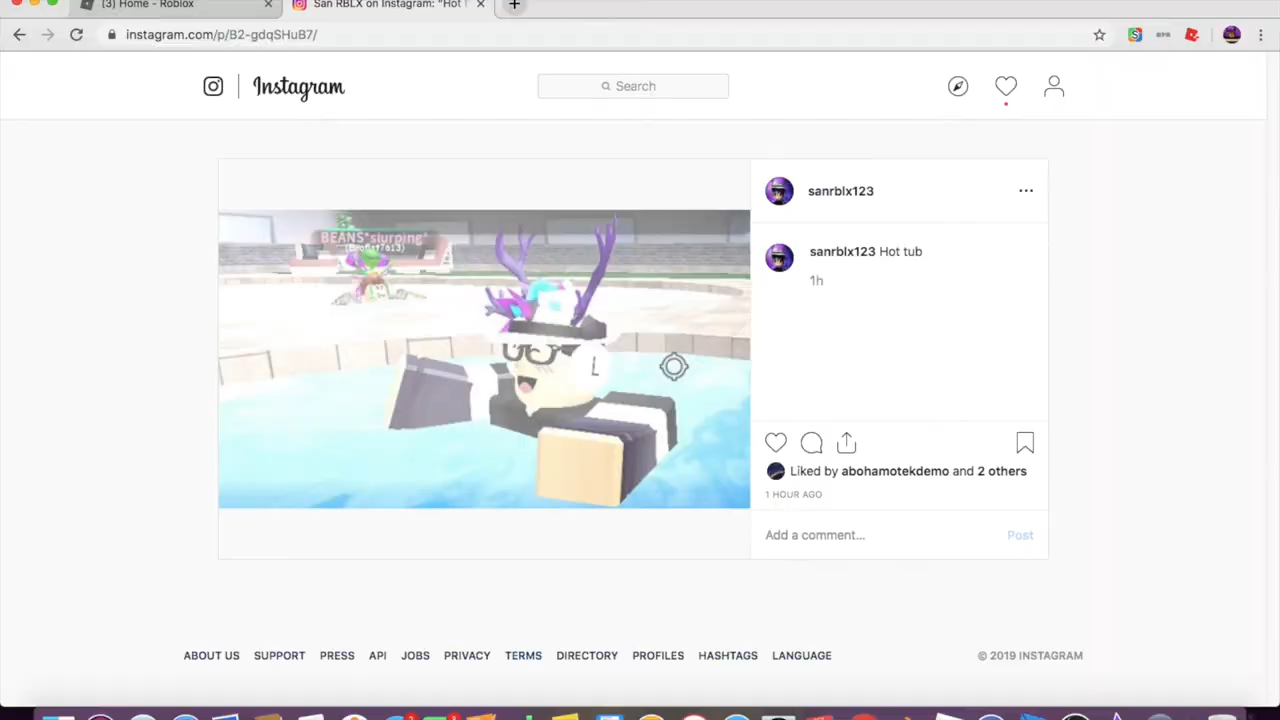 (3) Home - Roblox
San RBLX on Instagram: "Hot t
instagram.com/p/B2-gdqSHuB7/
Instagram
Search
sanrblx123
BEANS*slurping*
sanrblx123 Hot tub
1h
L
Liked by abohamotekdemo and 2 others
1 HOUR AGO
Add a comment...
Post
ABOUT US
SUPPORT
PRESS
API
JOBS
PRIVACY
TERMS
DIRECTORY
PROFILES
HASHTAGS
LANGUAGE
© 2019 INSTAGRAM